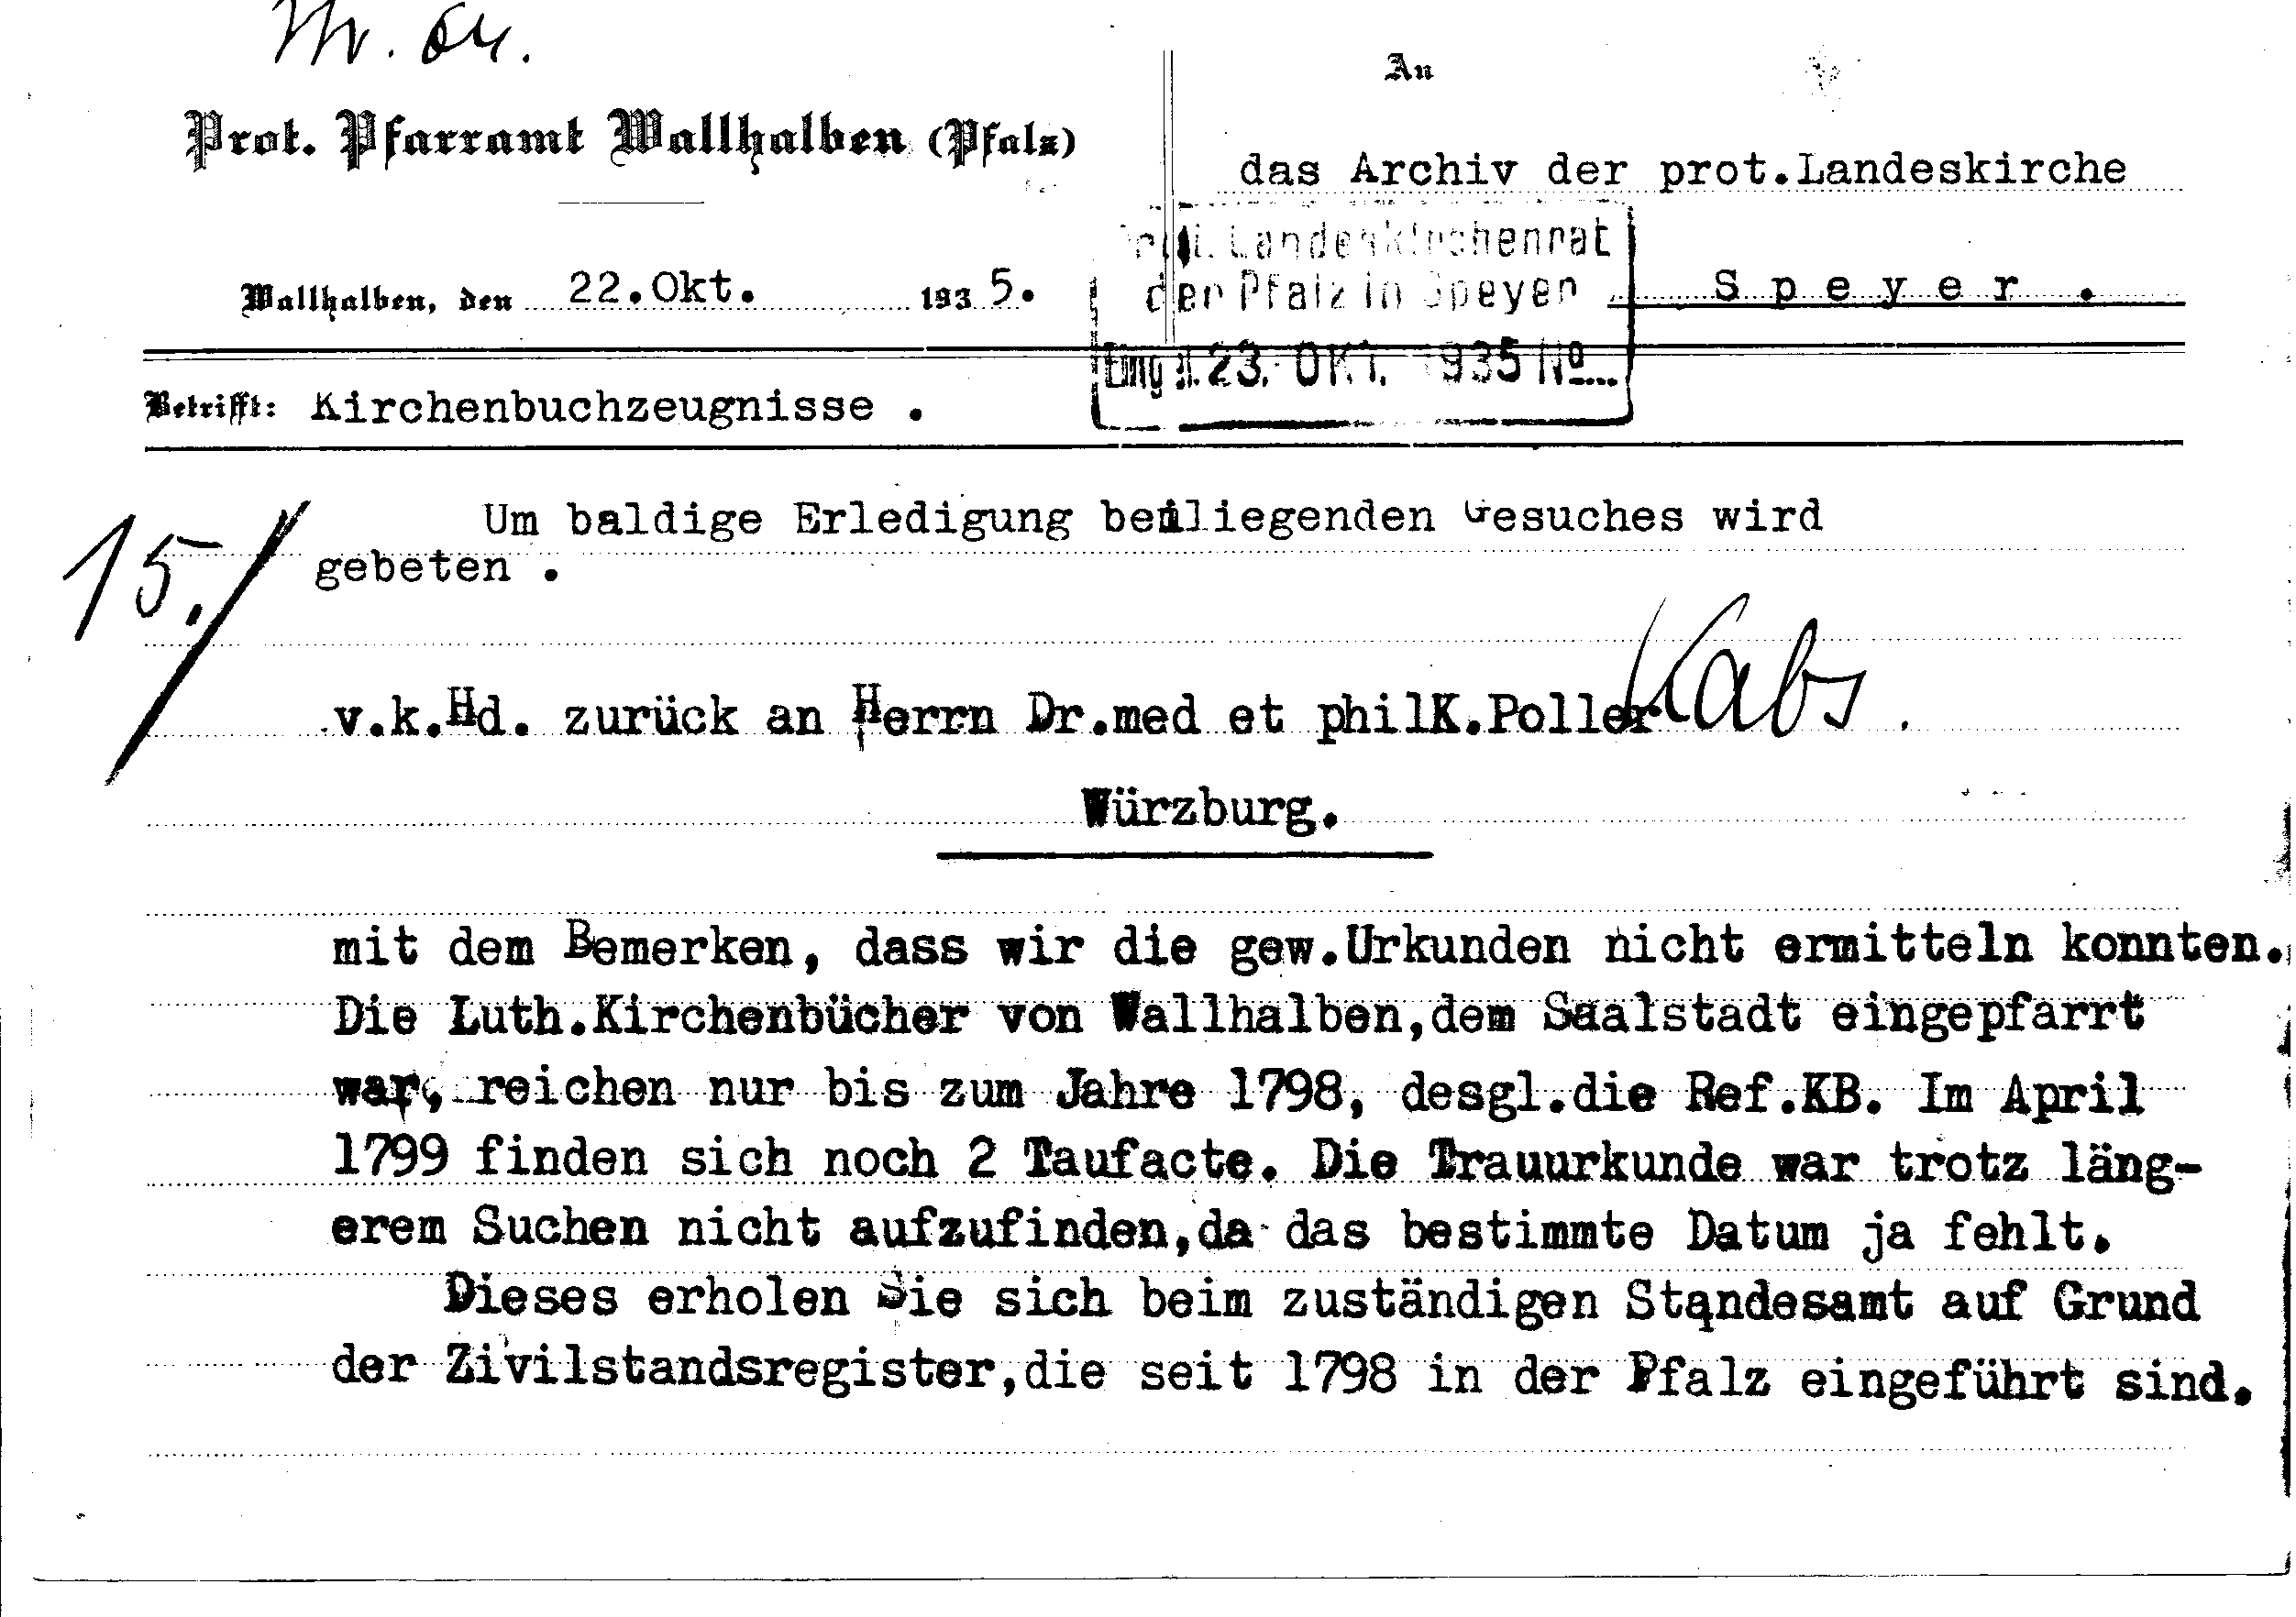 An
Prot. Pfarramt Wallhalben (Pfalz)
das Archiv der prot.Landeskirche
Landeskirchenrat
der Pfalz in Speyer
Wallhalben, den 22.Okt. 1935.
Speyer .
Eing. 23. OKT. 1935 No
Betrifft: Kirchenbuchzeugnisse .
15.
Um baldige Erledigung beiliegenden Gesuches wird
gebeten .
Kabs
v.k.Hd. zurück an Herrn Dr.med et philK.Poller
Würzburg.
mit dem Bemerken, dass wir die gew.Urkunden nicht ermitteln konnten.
Die Luth.Kirchenbücher von Wallhalben,dem Saalstadt eingepfarrt
war, reichen nur bis zum Jahre 1798, desgl.die Ref.KB. Im April
1799 finden sich noch 2 Taufacte. Die Trauurkunde war trotz läng-
erem Suchen nicht aufzufinden,da das bestimmte Datum ja fehlt.
Dieses erholen Sie sich beim zuständigen Standesamt auf Grund
der Zivilstandsregister,die seit 1798 in der Pfalz eingeführt sind.